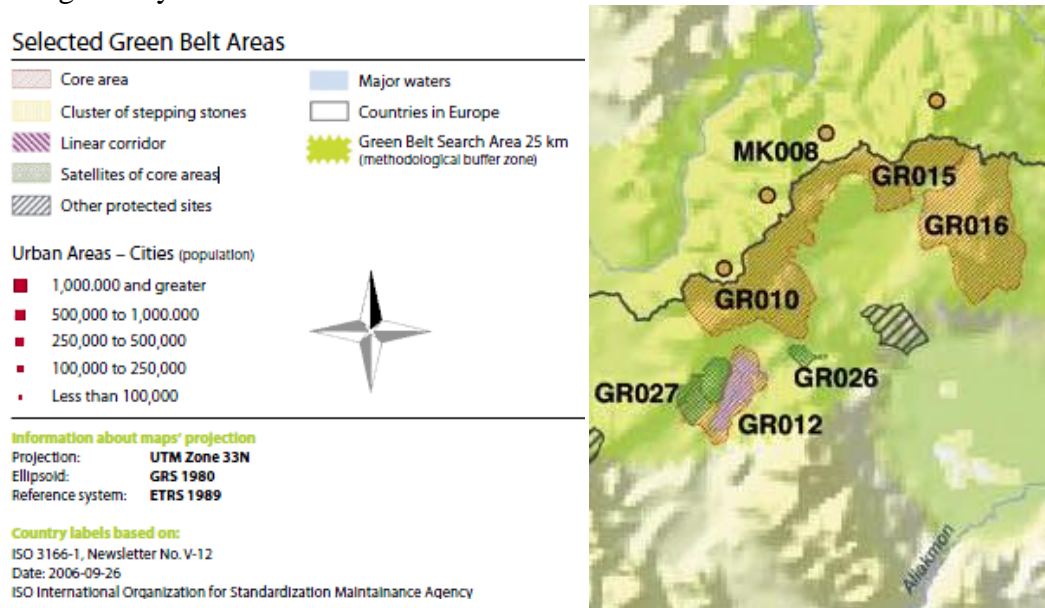 Selected Green Belt Areas
Core area
Cluster of stepping stones
Linear corridor
Satellites of core areas
Other protected sites
Major waters
Countries in Europe
Green Belt Search Area 25 km
(methodological buffer zone)
Urban Areas – Cities (population)
1,000.000 and greater
500,000 to 1,000.000
250,000 to 500,000
100,000 to 250,000
Less than 100,000
Information about maps' projection
Projection: UTM Zone 33N
Ellipsoid: GRS 1980
Reference system: ETRS 1989
Country labels based on:
ISO 3166-1, Newsletter No. V-12
Date: 2006-09-26
ISO International Organization for Standardization Maintainance Agency
MK008
GR015
GR016
GR010
GR026
GR027
GR012
Aliakmon